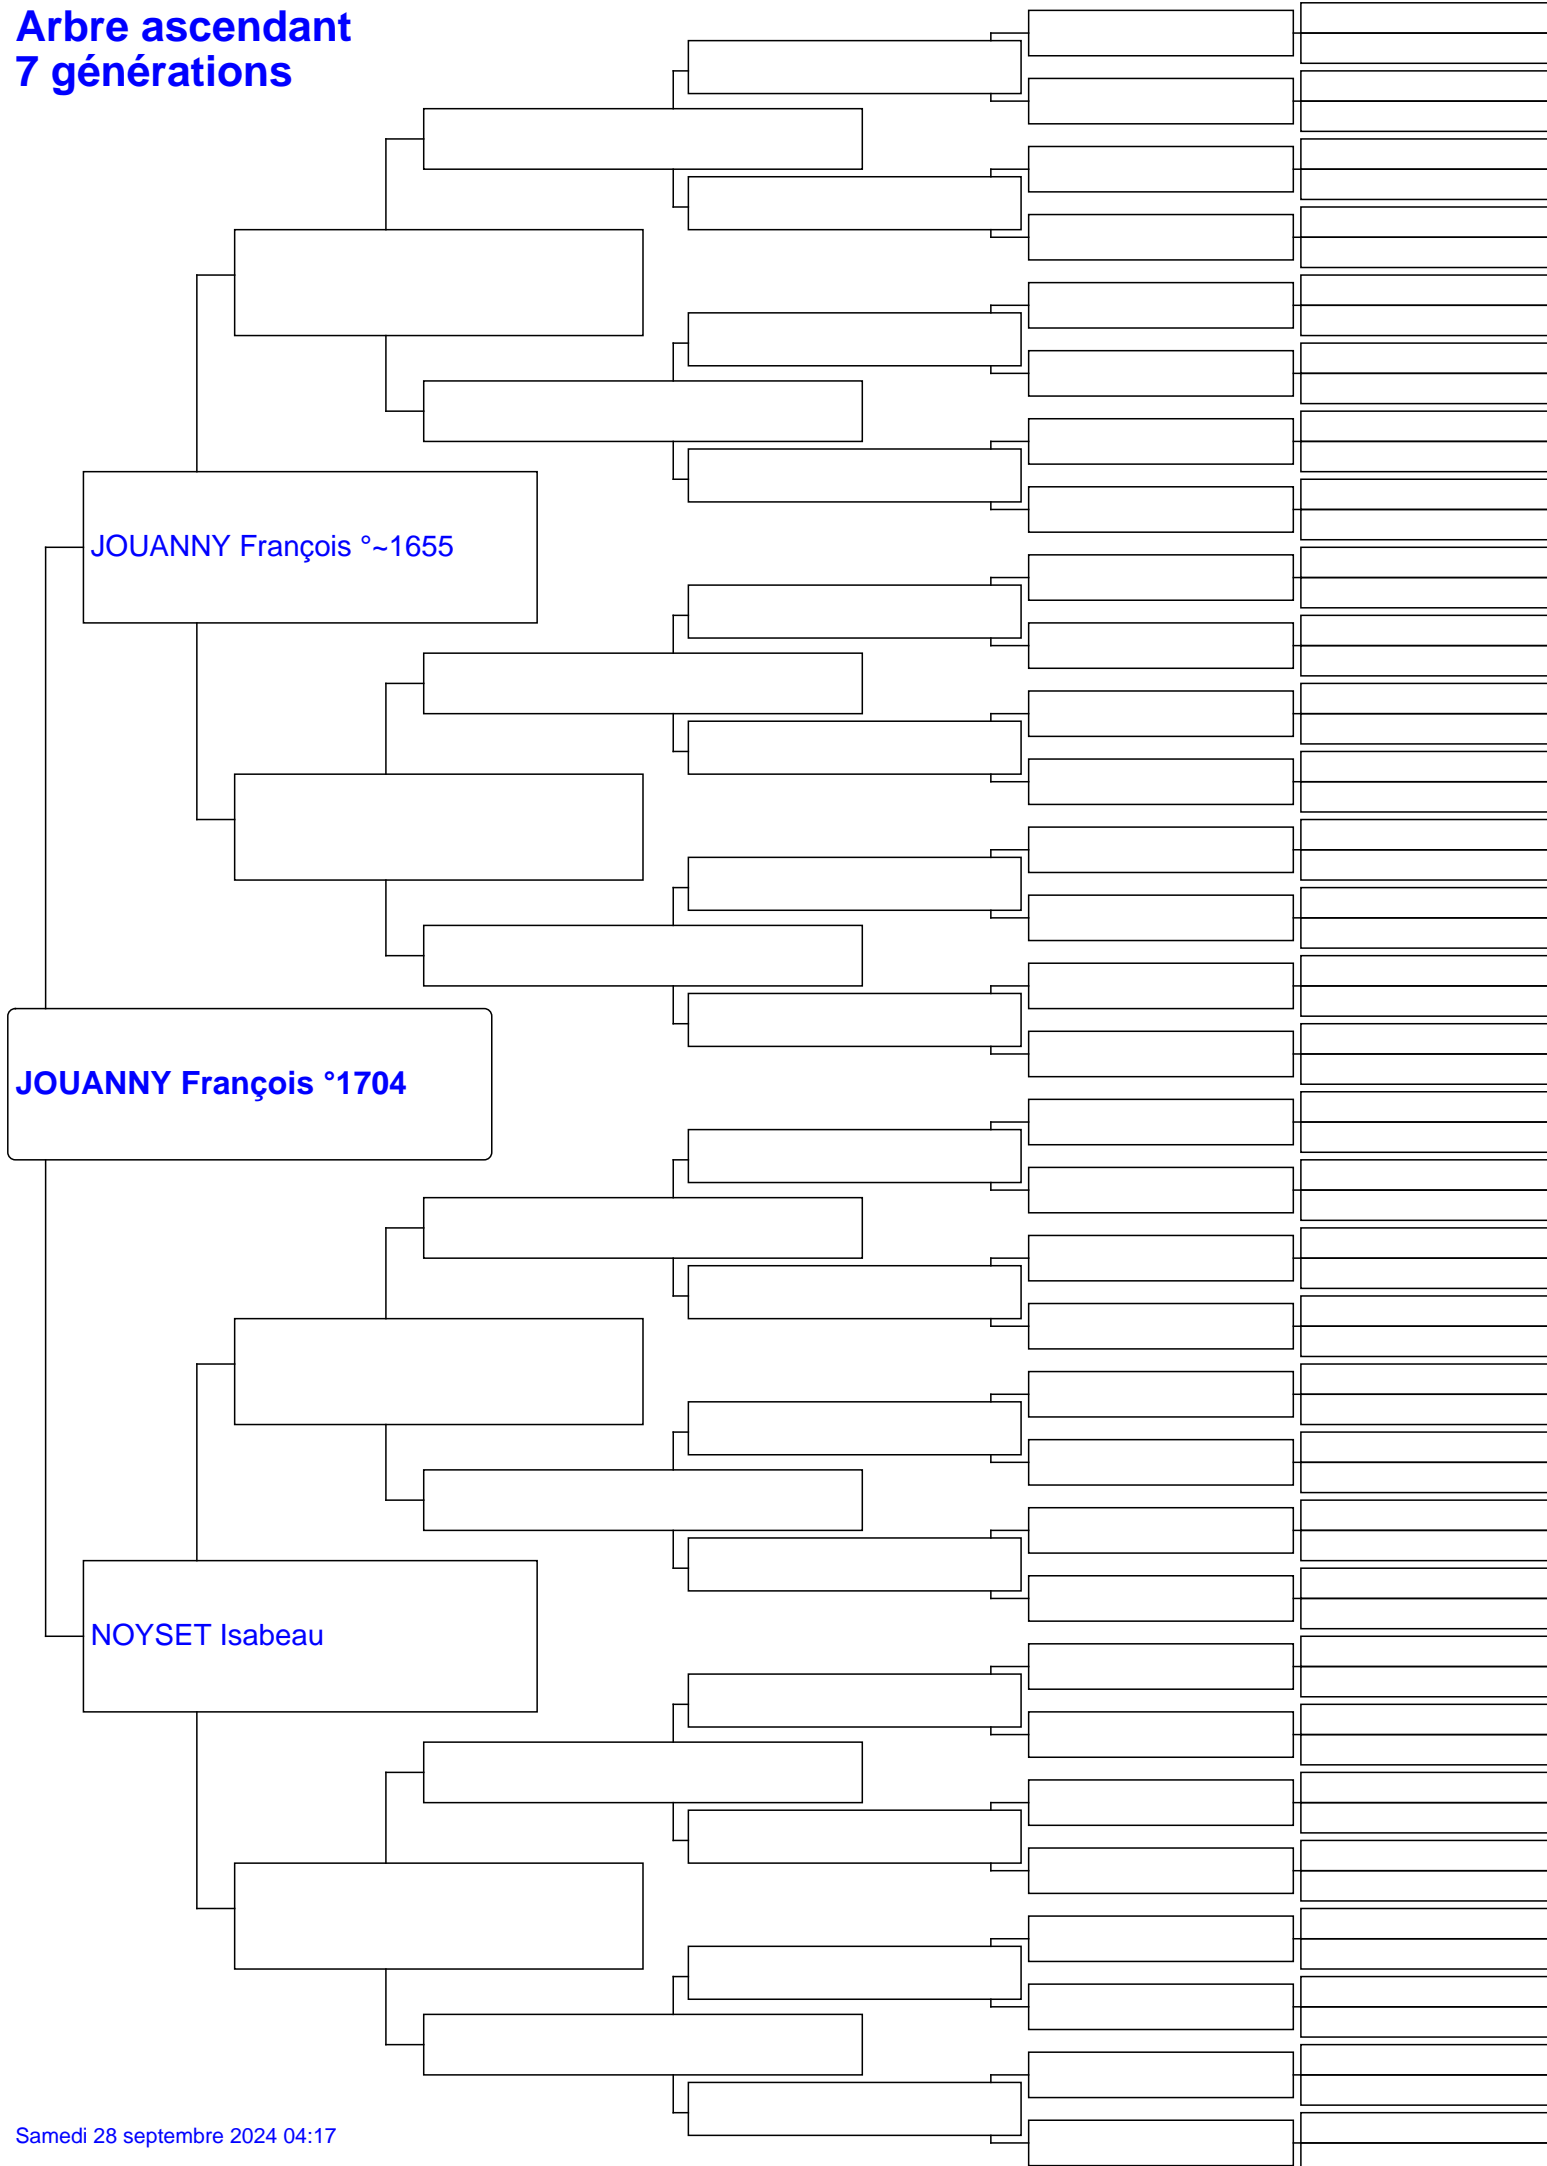 Arbre ascendant
7 générations
JOUANNY François °~1655
JOUANNY François °1704
NOYSET Isabeau
Samedi 28 septembre 2024 04:17